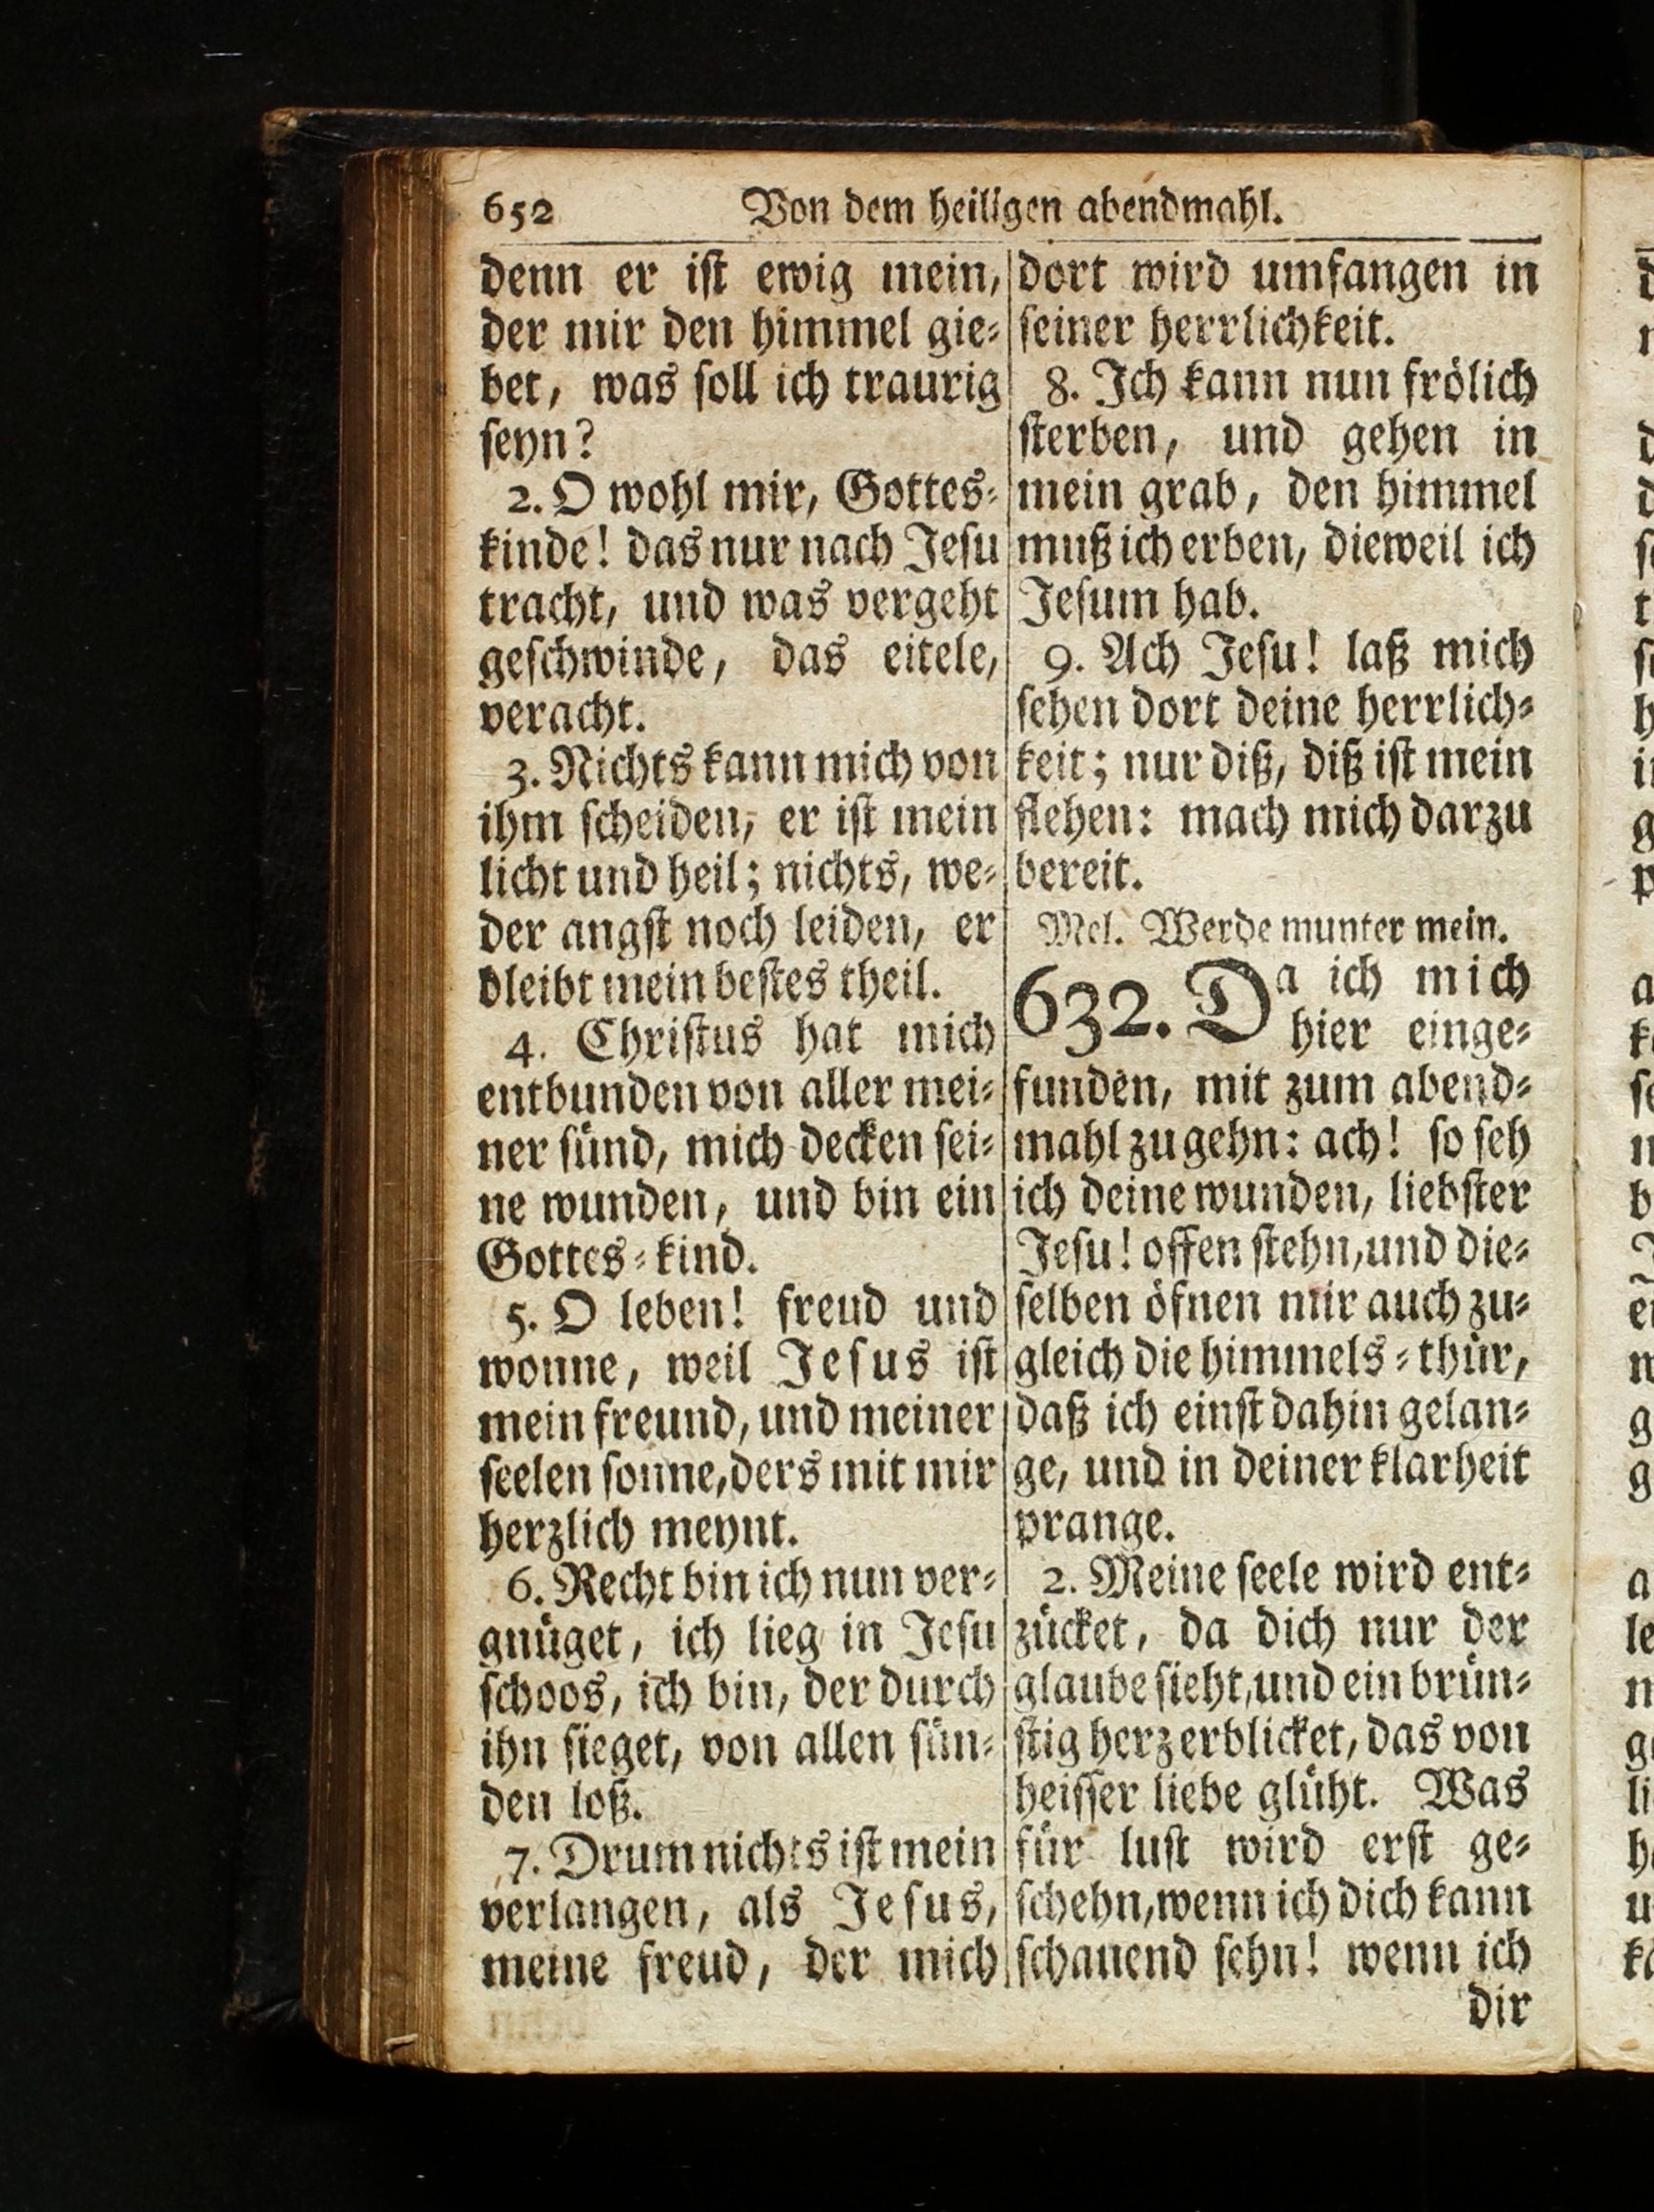 652 Von dem heiligen abendmahl.
denn er iſt ewig mein,
der mir den himmel gie⸗
bet, was ſoll ich traurig
ſeyn?
2. O wohl mir, Gottes⸗
kinde! das nur nach Jeſu
tracht, und was vergeht
geſchwinde, das eitele,
veracht.
3. Nichts kann mich von
ihm ſcheiden, er iſt mein
licht und heil; nichts, we⸗
der angſt noch leiden, er
bleibt mein beſtes theil.
4. Chriſtus hat mich
entbunden von aller mei⸗
ner ſünd, mich decken ſei⸗
ne wunden, und bin ein
Gottes⸗kind.
5. O leben! freud und
wonne, weil Jeſus iſt
mein freund, und meiner
ſeelen ſonne, ders mit mir
herzlich meynt.
6. Recht bin ich nun ver⸗
gnüget, ich lieg in Jeſu
ſchoos, ich bin, der durch
ihn ſieget, von allen ſün⸗
den loß.
7. Drum nichts iſt mein
verlangen, als Jeſus,
meine freud, der mich
dort wird umfangen in
ſeiner herrlichkeit.
8. Ich kann nun frölich
ſterben, und gehen in
mein grab, den himmel
muß ich erben, dieweil ich
Jeſum hab.
9. Ach Jeſu! laß mich
ſehen dort deine herrlich⸗
keit; nur diß, diß iſt mein
flehen: mach mich darzu
bereit.
Mel. Werde munter mein.
632. Da ich mich
hier einge⸗
funden, mit zum abend⸗
mahl zu gehn: ach! ſo ſeh
ich deine wunden, liebſter
Jeſu! offen ſtehn, und die⸗
ſelben öfnen mir auch zu⸗
gleich die himmels⸗thür,
daß ich einſt dahin gelan⸗
ge, und in deiner klarheit
prange.
2. Meine ſeele wird ent⸗
zücket, da dich nur der
glaube ſieht, und ein brün⸗
ſtig herz erblicket, das von
heiſſer liebe glüht. Was
für luſt wird erſt ge⸗
ſchehn, wenn ich dich kann
ſchauend ſehn! wenn ich
dir